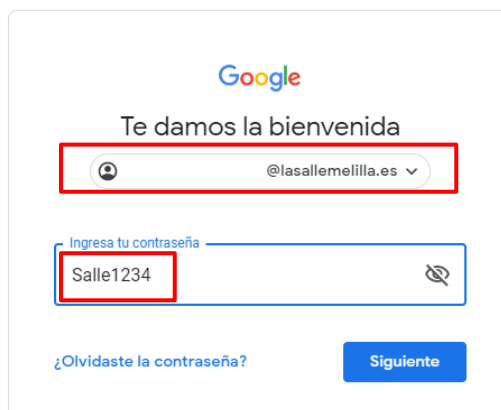 Google
Te damos la bienvenida
@lasallemelilla.es
Ingresa tu contraseña
Salle1234
¿Olvidaste la contraseña?
Siguiente